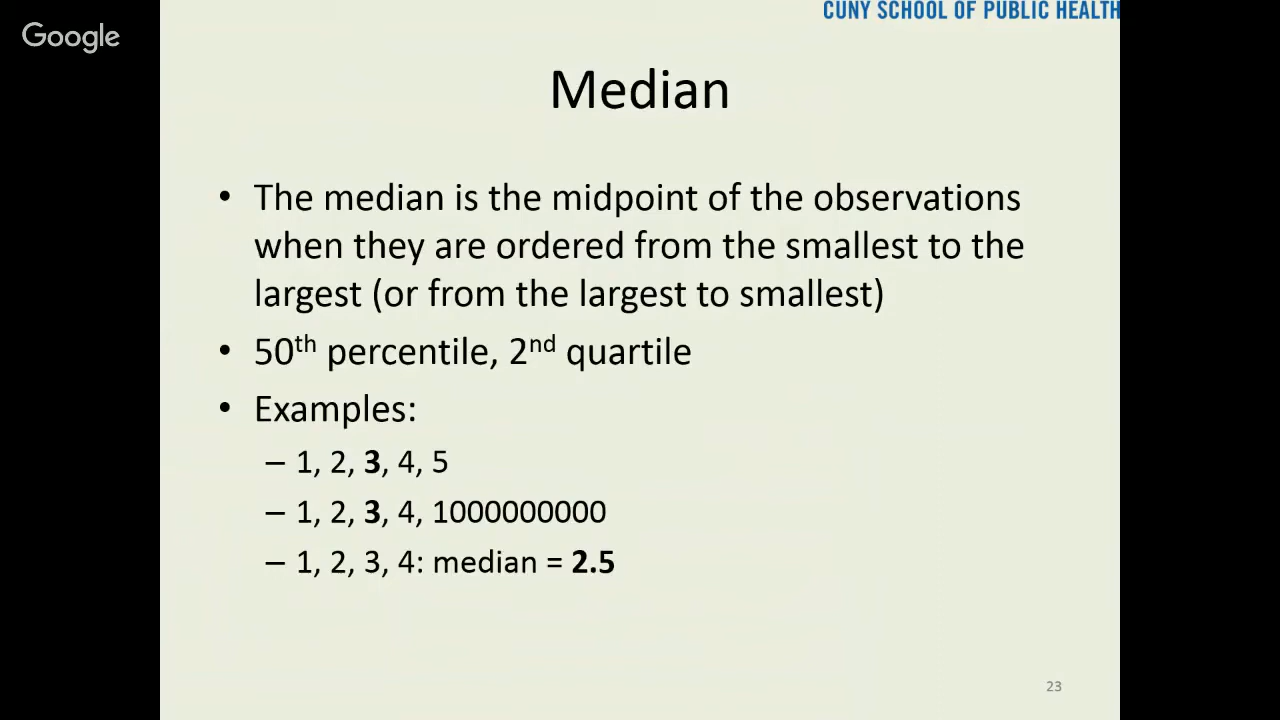 Google
CUNY SCHOOL OF PUBLIC HEALTH
Median
• The median is the midpoint of the observations
when they are ordered from the smallest to the
largest (or from the largest to smallest)
• 50th percentile, 2nd quartile
• Examples:
– 1, 2, 3, 4, 5
– 1, 2, 3, 4, 1000000000
– 1, 2, 3, 4: median = 2.5
23